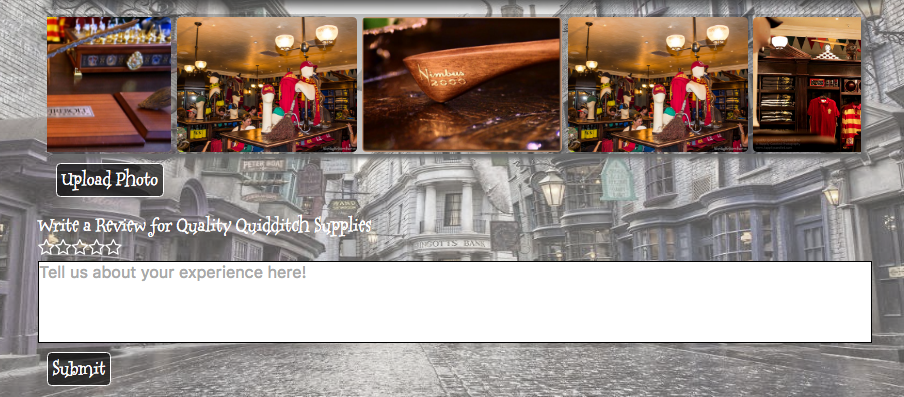 Nimbus
2000
Upload Photo
Write a Review for Quality Quidditch Supplies
Tell us about your experience here!
Submit